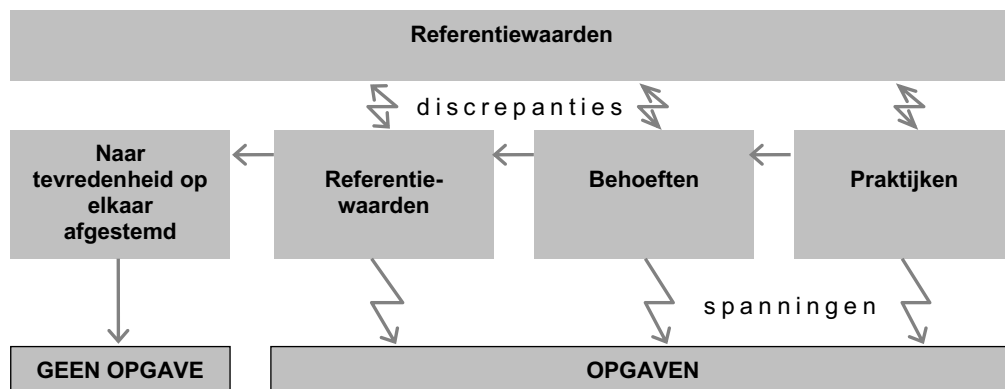 Referentiewaarden
discrepanties
Naar
tevredenheid op
elkaar
afgestemd
Referentie-
waarden
Behoeften
Praktijken
spanningen
GEEN OPGAVE
OPGAVEN